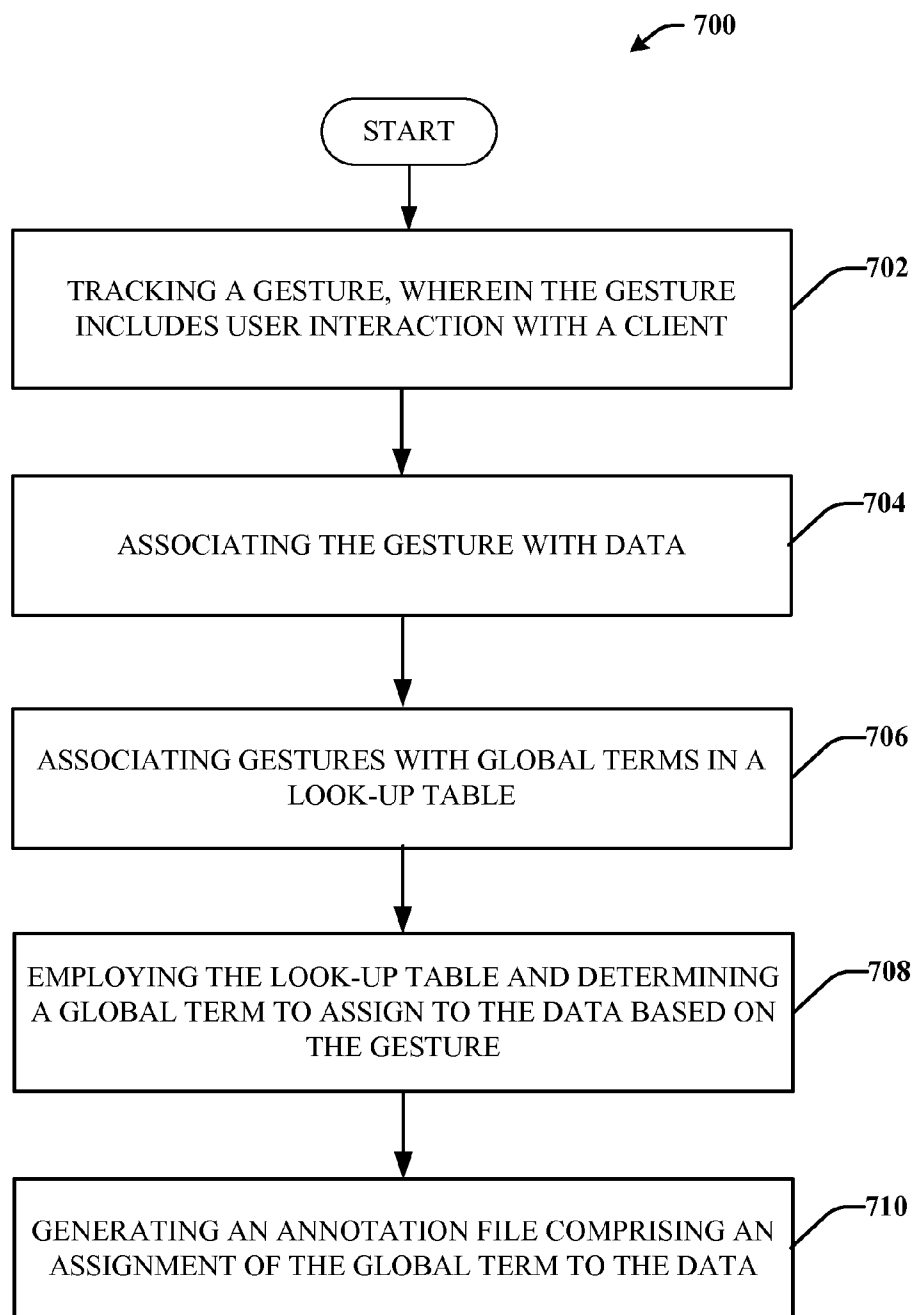 700
START
TRACKING A GESTURE, WHEREIN THE GESTURE
INCLUDES USER INTERACTION WITH A CLIENT
702
ASSOCIATING THE GESTURE WITH DATA
704
ASSOCIATING GESTURES WITH GLOBAL TERMS IN A
LOOK-UP TABLE
706
EMPLOYING THE LOOK-UP TABLE AND DETERMINING
A GLOBAL TERM TO ASSIGN TO THE DATA BASED ON
THE GESTURE
708
GENERATING AN ANNOTATION FILE COMPRISING AN
ASSIGNMENT OF THE GLOBAL TERM TO THE DATA
710